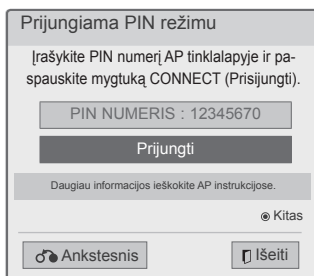 Prijungiama PIN režimu
Įrašykite PIN numerį AP tinklalapyje ir pa-
spauskite mygtuką CONNECT (Prisijungti).
PIN NUMERIS : 12345670
Prijungti
Daugiau informacijos ieškokite AP instrukcijose.
Kitas
Ankstesnis
Išeiti